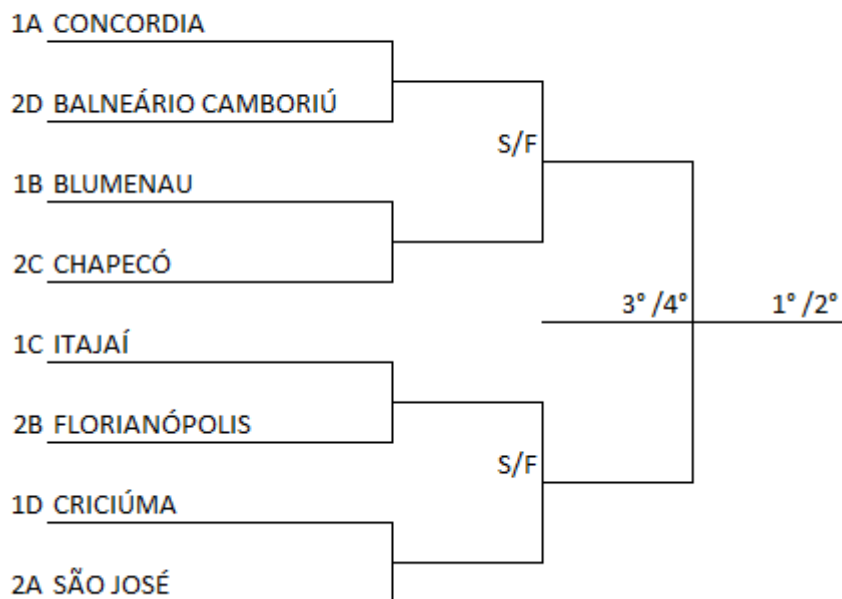 1A CONCORDIA
2D BALNEÁRIO CAMBORIÚ
S/F
1B BLUMENAU
2C CHAPECÓ
3° /4° 1° /2°
1C ITAJAÍ
2B FLORIANÓPOLIS
S/F
1D CRICIÚMA
2A SÃO JOSÉ